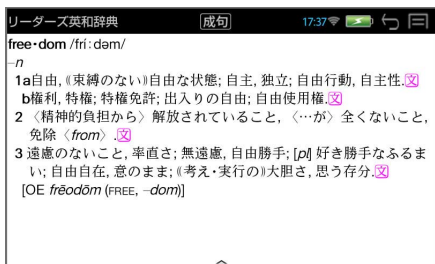 リーダーズ英和辞典 成句 17:37
free・dom /fríːdəm/
–n
1a自由,《束縛のない》自由な状態; 自主, 独立; 自由行動, 自主性.文
b権利, 特権; 特権免許; 出入りの自由; 自由使用権.文
2 〈精神的負担から〉解放されていること, 〈…が〉全くないこと,
免除〈from〉.文
3 遠慮のないこと, 率直さ; 無遠慮, 自由勝手; [pl] 好き勝手なふるま
い; 自由自在, 意のまま; 《考え・実行の》大胆さ, 思う存分.文
[OE frēodōm (FREE, –dom)]